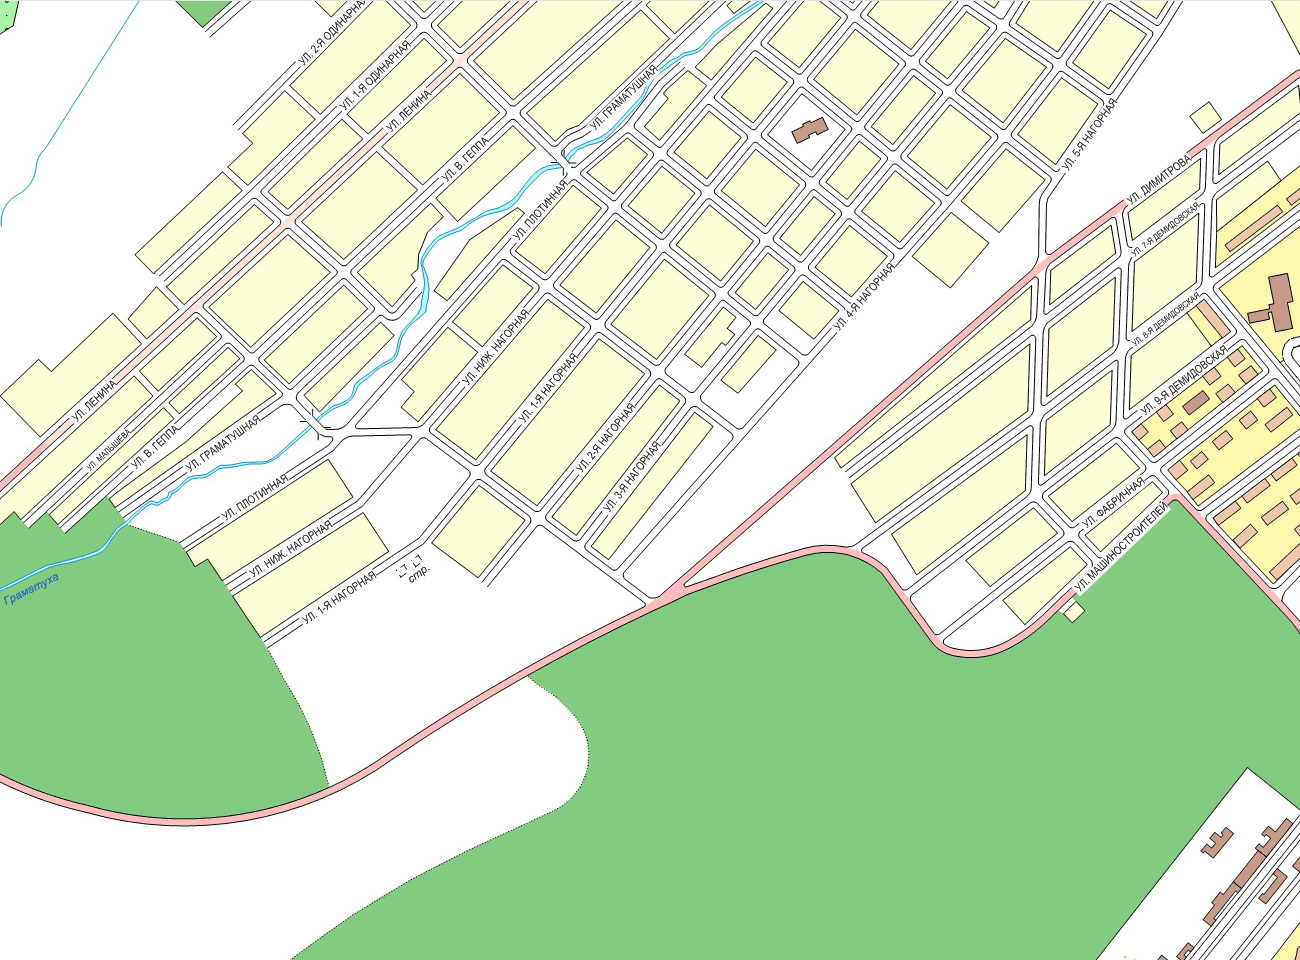 УЛ. 2-Я ОДИНАРНА
УЛ. 1-Я ОДИНАРНАЯ
УЛ. ЛЕНИНА
УЛ. ГРАМАТУШНАЯ
УЛ. В. ГЕППА
УЛ. ПЛОТИННАЯ
УЛ. 5-Я НАГОРНАЯ
УЛ. ДИМИТРОВА
УЛ. 7-Я ДЕМИДОВСКАЯ
УЛ. 4-Я НАГОРНАЯ
УЛ. 8-Я ДЕМИДОВСКАЯ
УЛ. НИЖ. НАГОРНАЯ
УЛ. 1-Я НАГОРНАЯ
УЛ. 9-Я ДЕМИДОВСКАЯ
УЛ. ЛЕНИНА
УЛ. МАЛЫШЕВА
УЛ. В. ГЕППА
УЛ. ГРАМАТУШНАЯ
УЛ. 2-Я НАГОРНАЯ
УЛ. 3-Я НАГОРНАЯ
УЛ. ПЛОТИННАЯ
УЛ. ФАБРИЧНАЯ
УЛ. МАШИНОСТРОИТЕЛЕЙ
УЛ. НИЖ. НАГОРНАЯ
УЛ. 1-Я НАГОРНАЯ
стр.
Граматуха